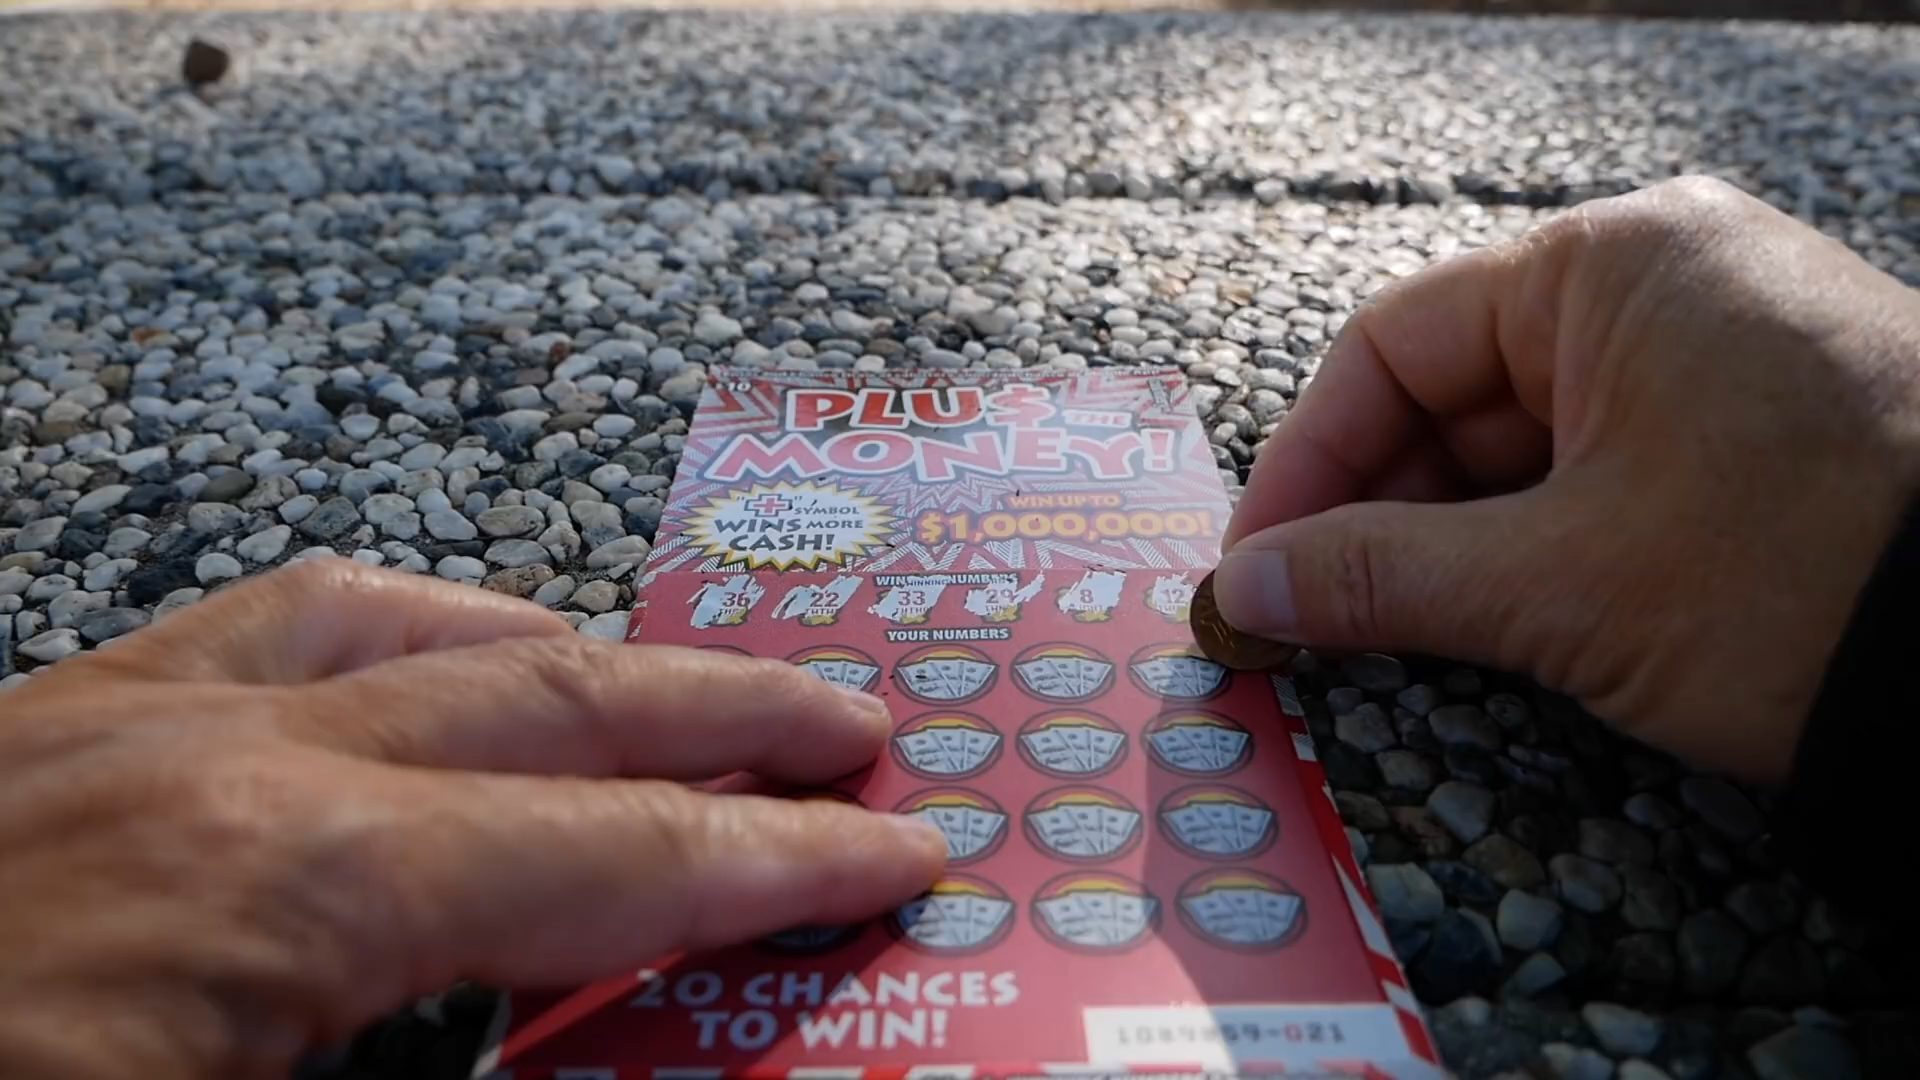 $10
PLU$ THE
MONEY!
"+" SYMBOL
WINS MORE
CASH!
WIN UP TO
$1,000,000!
WINNING NUMBERS
36 22 33 29 8 12
YOUR NUMBERS
20 CHANCES
TO WIN!